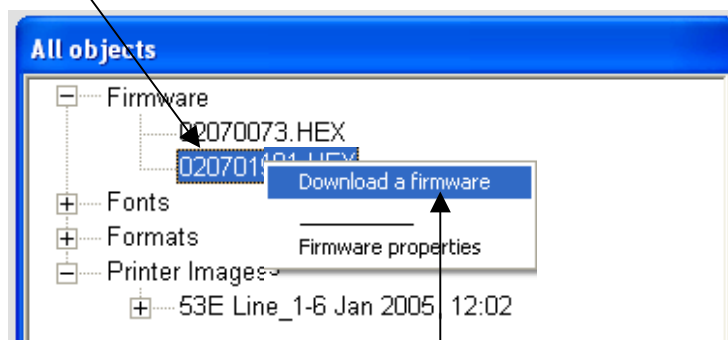 All objects
Firmware
02070073.HEX
Download a firmware
Fonts
Formats
Firmware properties
Printer Images
53E Line_1-6 Jan 2005, 12:02